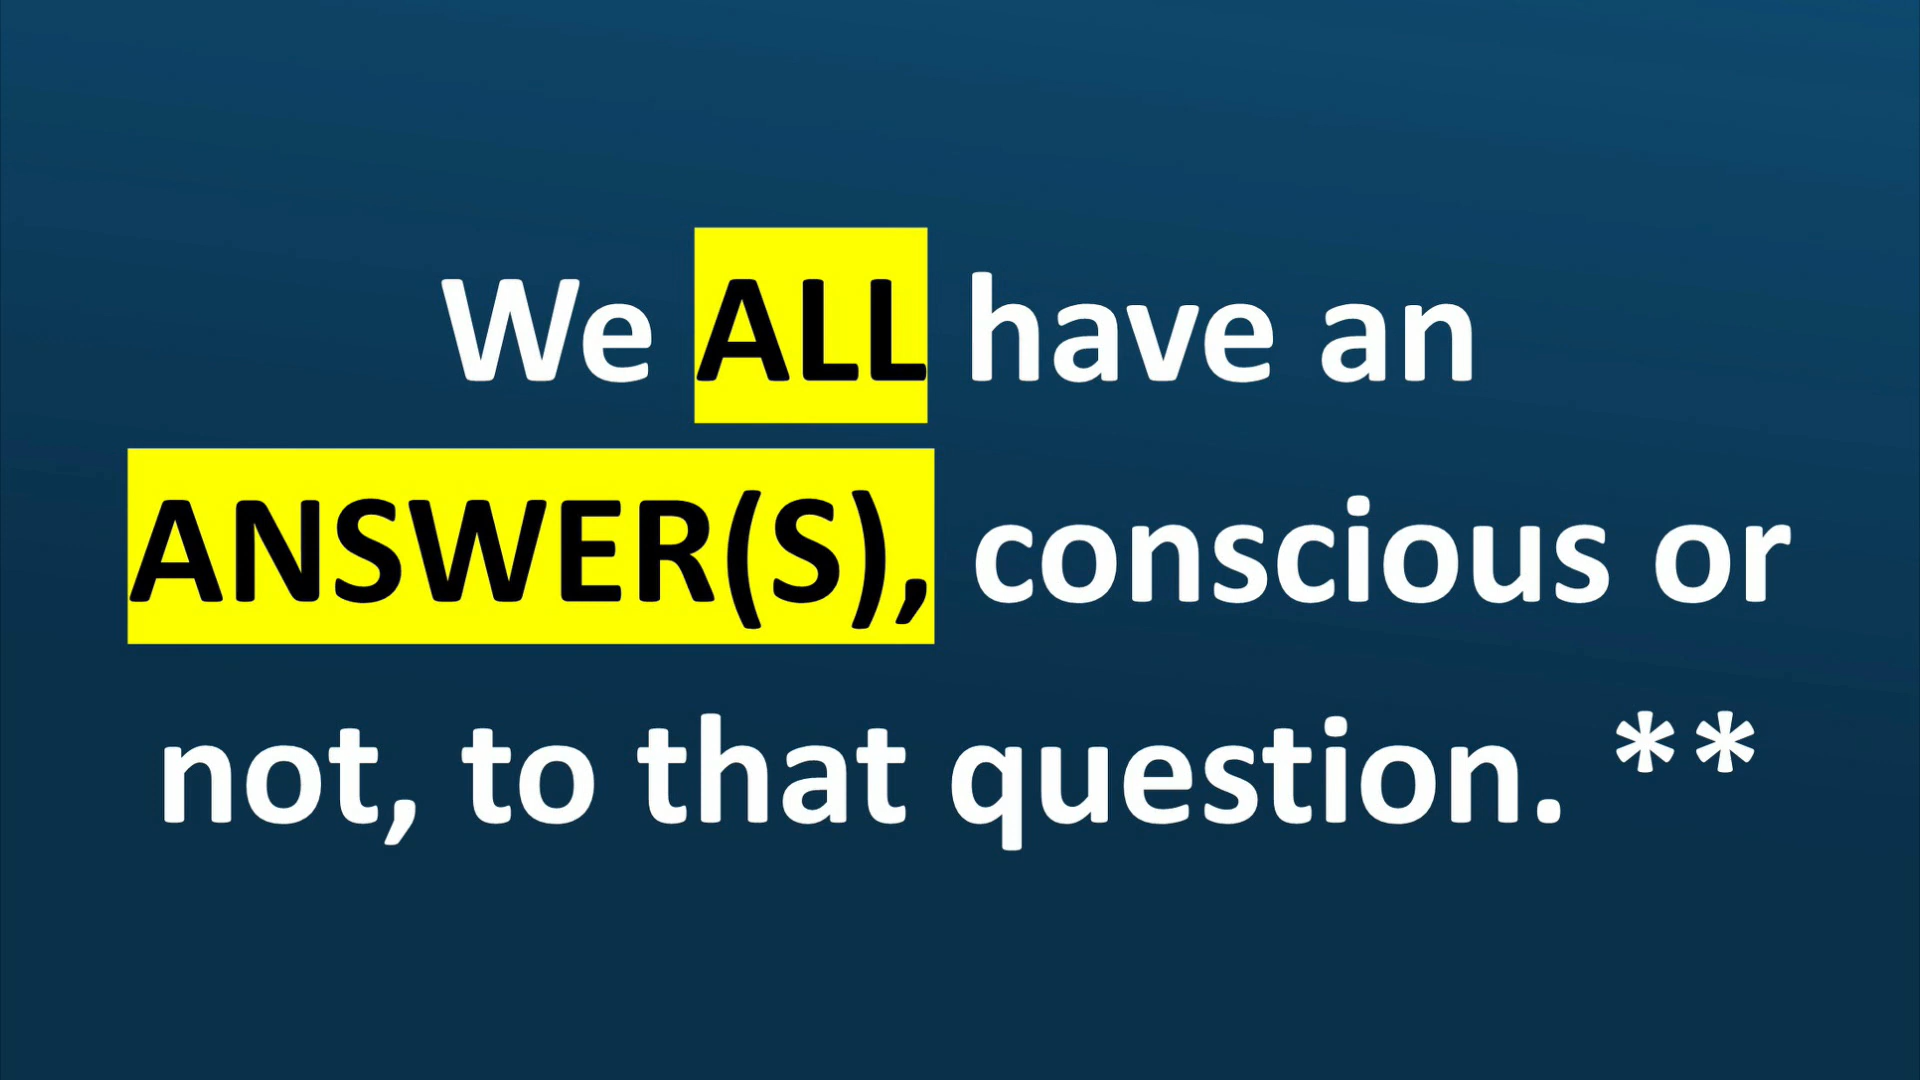 We ALL have an
ANSWER(S), conscious or
not, to that question. **